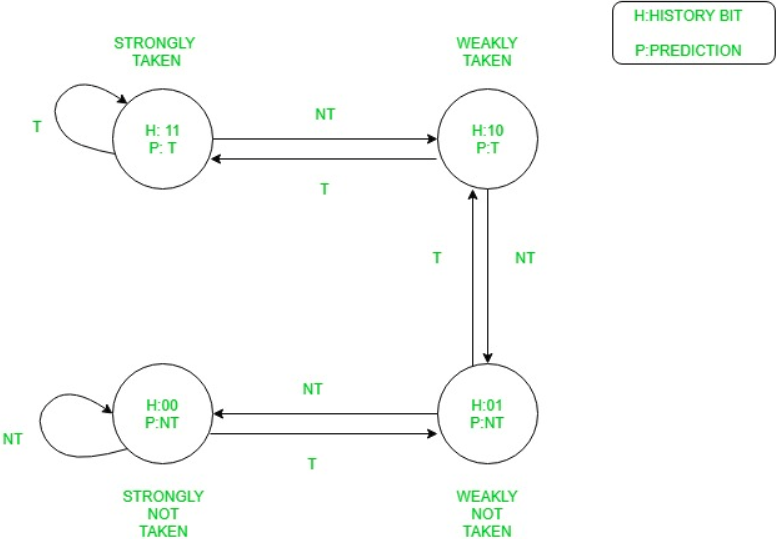 H:HISTORY BIT
P:PREDICTION
STRONGLY
TAKEN
WEAKLY
TAKEN
T
H: 11
P: T
NT
T
H:10
P:T
T
NT
NT
H:00
P:NT
NT
T
H:01
P:NT
STRONGLY
NOT
TAKEN
WEAKLY
NOT
TAKEN